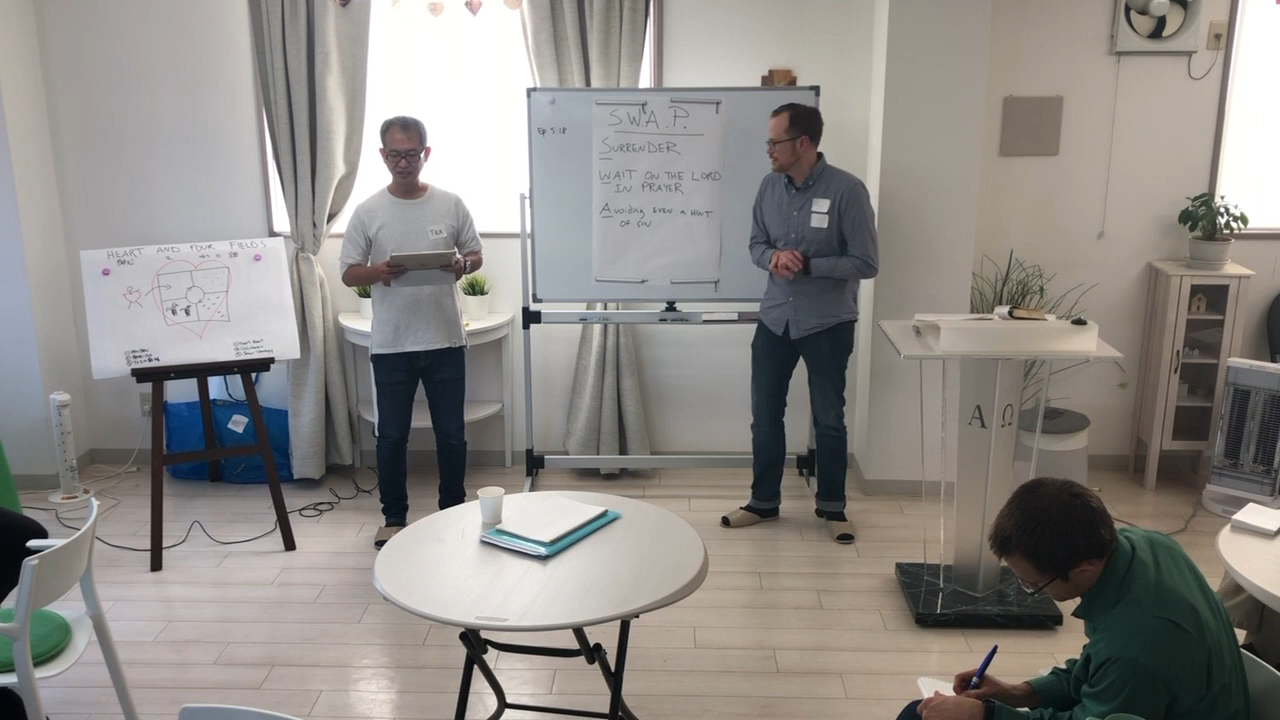 HEART AND FOUR FIELDS
Ep 5:18
S.W.A.P.
SURRENDER
WAIT ON THE LORD
IN PRAYER
Avoiding EVEN A HINT
OF SIN
TEX
Α Ω